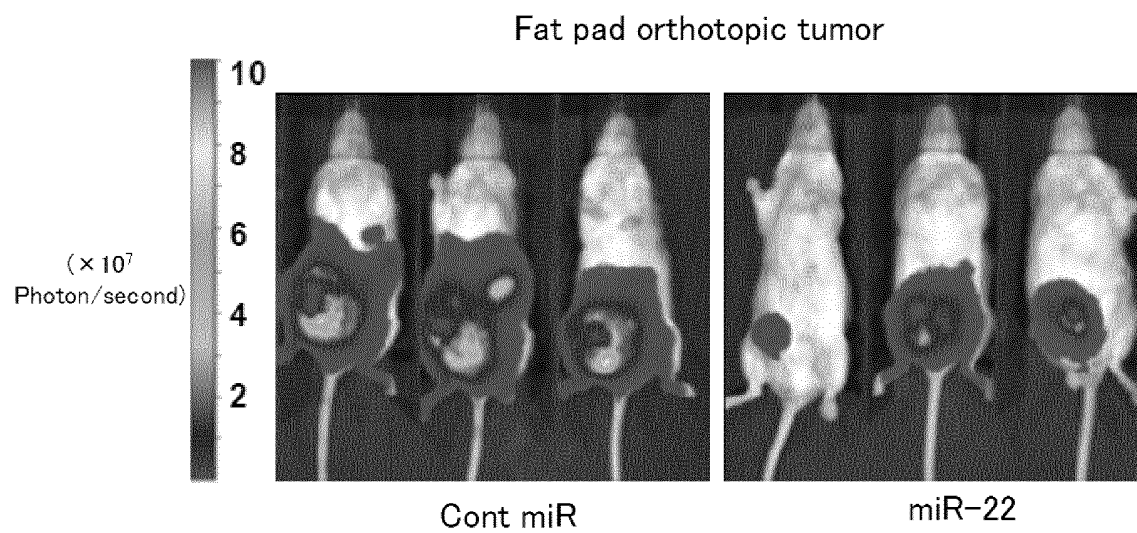 Fat pad orthotopic tumor
10
8
6
4
2
(×10⁷
Photon/second)
Cont miR
miR-22